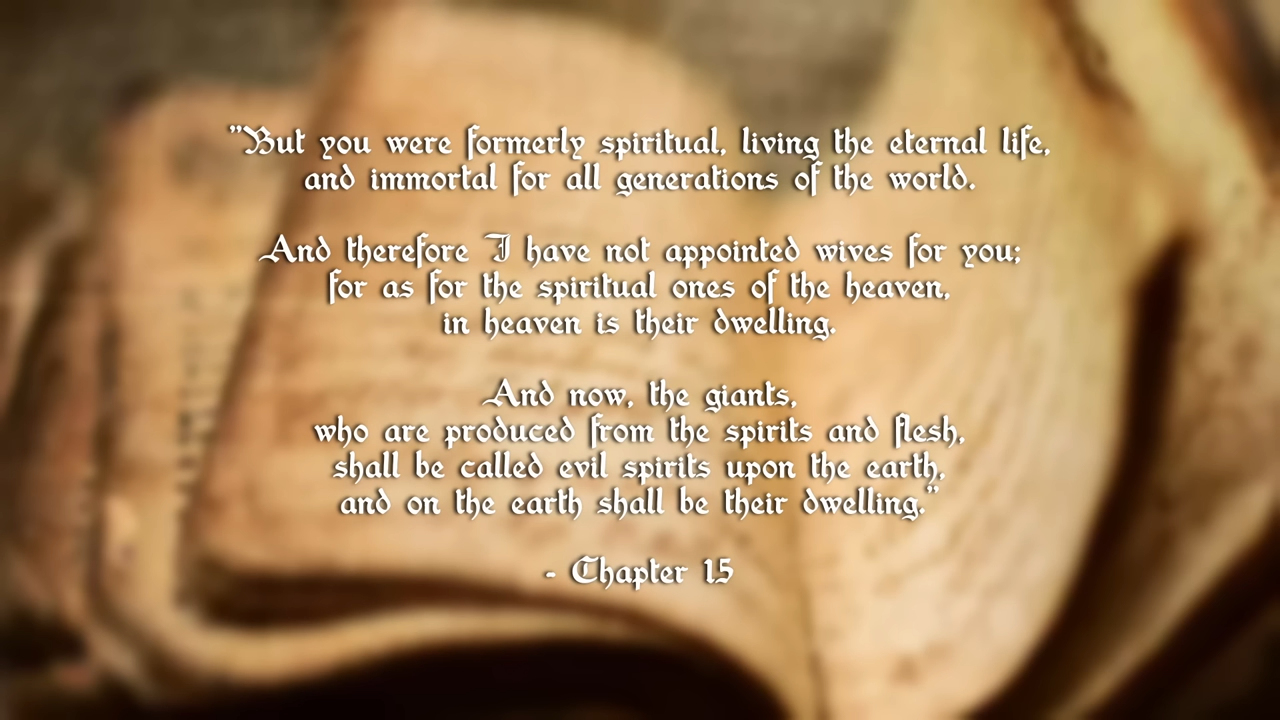 "But you were formerly spiritual, living the eternal life,
and immortal for all generations of the world.
And therefore I have not appointed wives for you;
for as for the spiritual ones of the heaven,
in heaven is their dwelling.
And now, the giants,
who are produced from the spirits and flesh,
shall be called evil spirits upon the earth,
and on the earth shall be their dwelling."
- Chapter 15